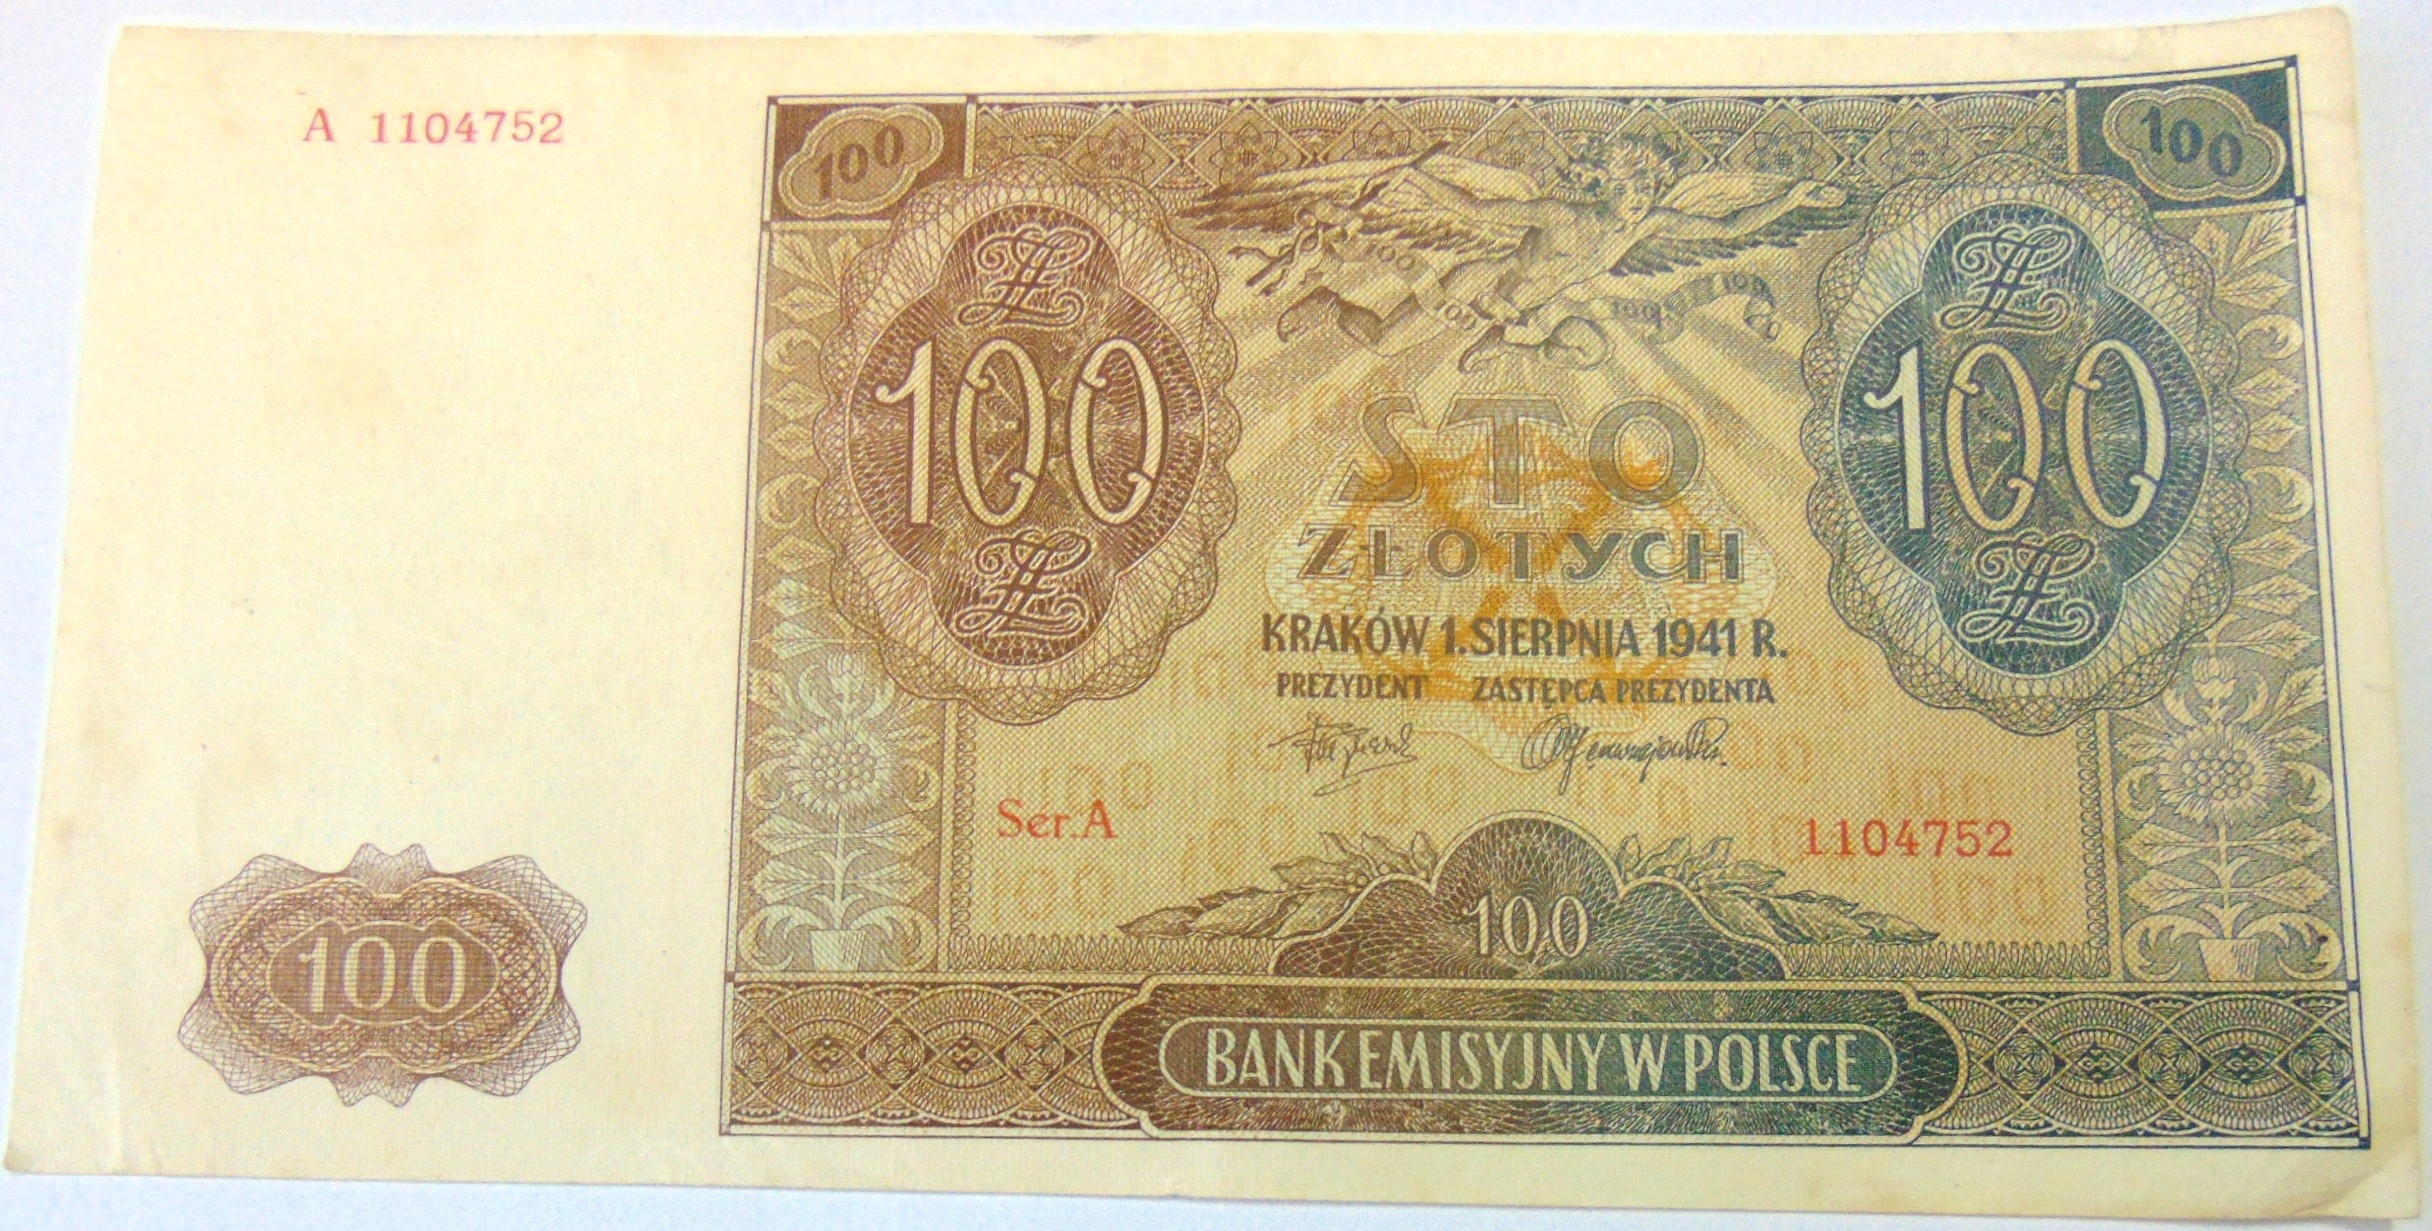 A 1104752
100
100
100
100
STO
ZŁOTYCH
KRAKÓW 1. SIERPNIA 1941 R.
PREZYDENT ZASTĘPCA PREZYDENTA
Ser. A 1104752
100
100
BANK EMISYJNY W POLSCE